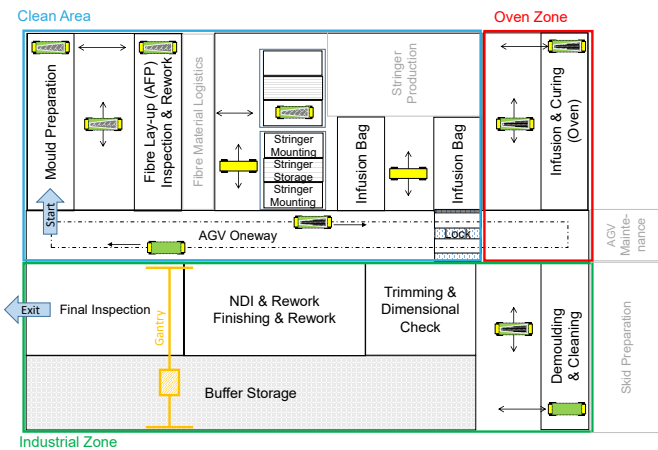 Clean Area
Oven Zone
Mould Preparation
Fibre Lay-up (AFP)
Inspection & Rework
Fibre Material Logistics
Stringer
Mounting
Stringer
Storage
Stringer
Mounting
Stringer
Production
Infusion Bag
Infusion Bag
Infusion & Curing
(Oven)
Start
AGV Oneway
Lock
AGV
Mainte-
nance
Exit
Final Inspection
Gantry
NDI & Rework
Finishing & Rework
Trimming &
Dimensional
Check
Demoulding
& Cleaning
Skid Preparation
Buffer Storage
Industrial Zone